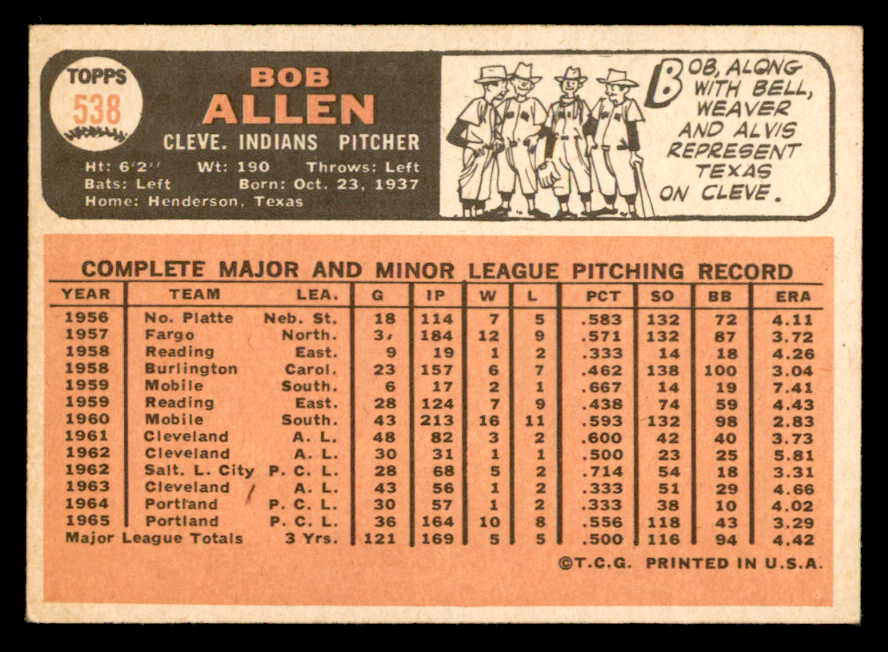 TOPPS
538
BOB
ALLEN
CLEVE. INDIANS PITCHER
Ht: 6'2'' Wt: 190 Throws: Left
Bats: Left Born: Oct. 23, 1937
Home: Henderson, Texas
BOB, ALONG
WITH BELL,
WEAVER
AND ALVIS
REPRESENT
TEXAS
ON CLEVE.
COMPLETE MAJOR AND MINOR LEAGUE PITCHING RECORD
YEAR TEAM LEA. G IP W L PCT SO BB ERA
1956 No. Platte Neb. St. 18 114 7 5 .583 132 72 4.11
1957 Fargo North. 184 12 9 .571 132 87 3.72
1958 Reading East. 9 19 1 2 .333 14 18 4.26
1958 Burlington Carol. 23 157 6 7 .462 138 100 3.04
1959 Mobile South. 6 17 2 1 .667 14 19 7.41
1959 Reading East. 28 124 7 9 .438 74 59 4.43
1960 Mobile South. 43 213 16 11 .593 132 98 2.83
1961 Cleveland A. L. 48 82 3 2 .600 42 40 3.73
1962 Cleveland A. L. 30 31 1 1 .500 23 25 5.81
1962 Salt. L. City P. C. L. 28 68 5 2 .714 54 18 3.31
1963 Cleveland A. L. 43 56 1 2 .333 51 29 4.66
1964 Portland P. C. L. 30 57 1 2 .333 38 10 4.02
1965 Portland P. C. L. 36 164 10 8 .556 118 43 3.29
Major League Totals 3 Yrs. 121 169 5 5 .500 116 94 4.42
©T.C.G. PRINTED IN U.S.A.